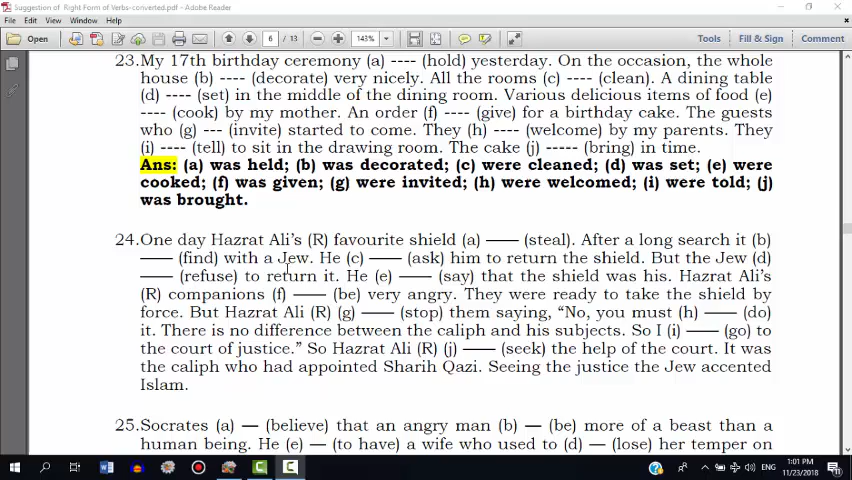 Suggestion of Right Form of Verbs-converted.pdf - Adobe Reader
File Edit View Window Help
Open 6 / 13 143% Tools Fill & Sign Comment
23.My 17th birthday ceremony (a) ---- (hold) yesterday. On the occasion, the whole
house (b) ---- (decorate) very nicely. All the rooms (c) ---- (clean). A dining table
(d) ---- (set) in the middle of the dining room. Various delicious items of food (e)
---- (cook) by my mother. An order (f) ---- (give) for a birthday cake. The guests
who (g) --- (invite) started to come. They (h) ---- (welcome) by my parents. They
(i) ---- (tell) to sit in the drawing room. The cake (j) ----- (bring) in time.
Ans: (a) was held; (b) was decorated; (c) were cleaned; (d) was set; (e) were
cooked; (f) was given; (g) were invited; (h) were welcomed; (i) were told; (j)
was brought.
24.One day Hazrat Ali's (R) favourite shield (a) —— (steal). After a long search it (b)
—— (find) with a Jew. He (c) —— (ask) him to return the shield. But the Jew (d)
—— (refuse) to return it. He (e) —— (say) that the shield was his. Hazrat Ali's
(R) companions (f) —— (be) very angry. They were ready to take the shield by
force. But Hazrat Ali (R) (g) —— (stop) them saying, “No, you must (h) —— (do)
it. There is no difference between the caliph and his subjects. So I (i) —— (go) to
the court of justice.” So Hazrat Ali (R) (j) —— (seek) the help of the court. It was
the caliph who had appointed Sharih Qazi. Seeing the justice the Jew accented
Islam.
25.Socrates (a) — (believe) that an angry man (b) — (be) more of a beast than a
human being. He (e) — (to have) a wife who used to (d) — (lose) her temper on
ENG 1:01 PM
11/23/2018